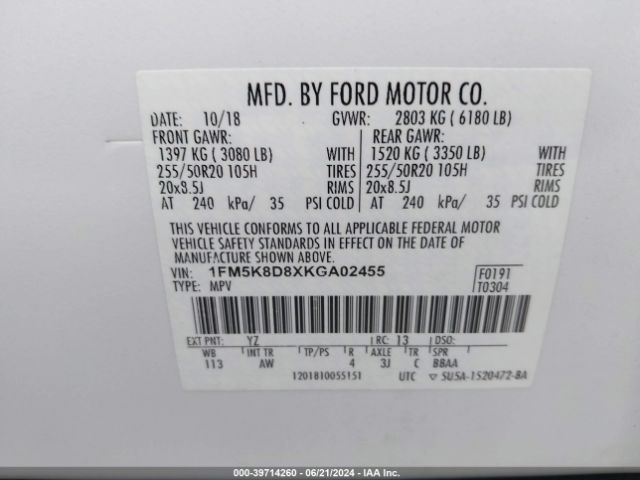 MFD. BY FORD MOTOR CO.
DATE: 10/18 GVWR: 2803 KG ( 6180 LB)
FRONT GAWR: REAR GAWR:
1397 KG ( 3080 LB) WITH 1520 KG ( 3350 LB) WITH
255/50R20 105H TIRES 255/50R20 105H TIRES
20x8.5J RIMS 20x8.5J RIMS
AT 240 kPa/ 35 PSI COLD AT 240 kPa/ 35 PSI COLD
THIS VEHICLE CONFORMS TO ALL APPLICABLE FEDERAL MOTOR
VEHICLE SAFETY STANDARDS IN EFFECT ON THE DATE OF
MANUFACTURE SHOWN ABOVE.
VIN: 1FM5K8D8XKGA02455 F0191
TYPE: MPV T0304
EXT PNT: YZ RC: 13 DSO:
WB INT TR TP/PS R AXLE TR SPR
113 AW 4 3J C BBAA
1201810055151 UTC ▽ SU5A-1520472-BA
000-39714260 - 06/21/2024 - IAAI.com